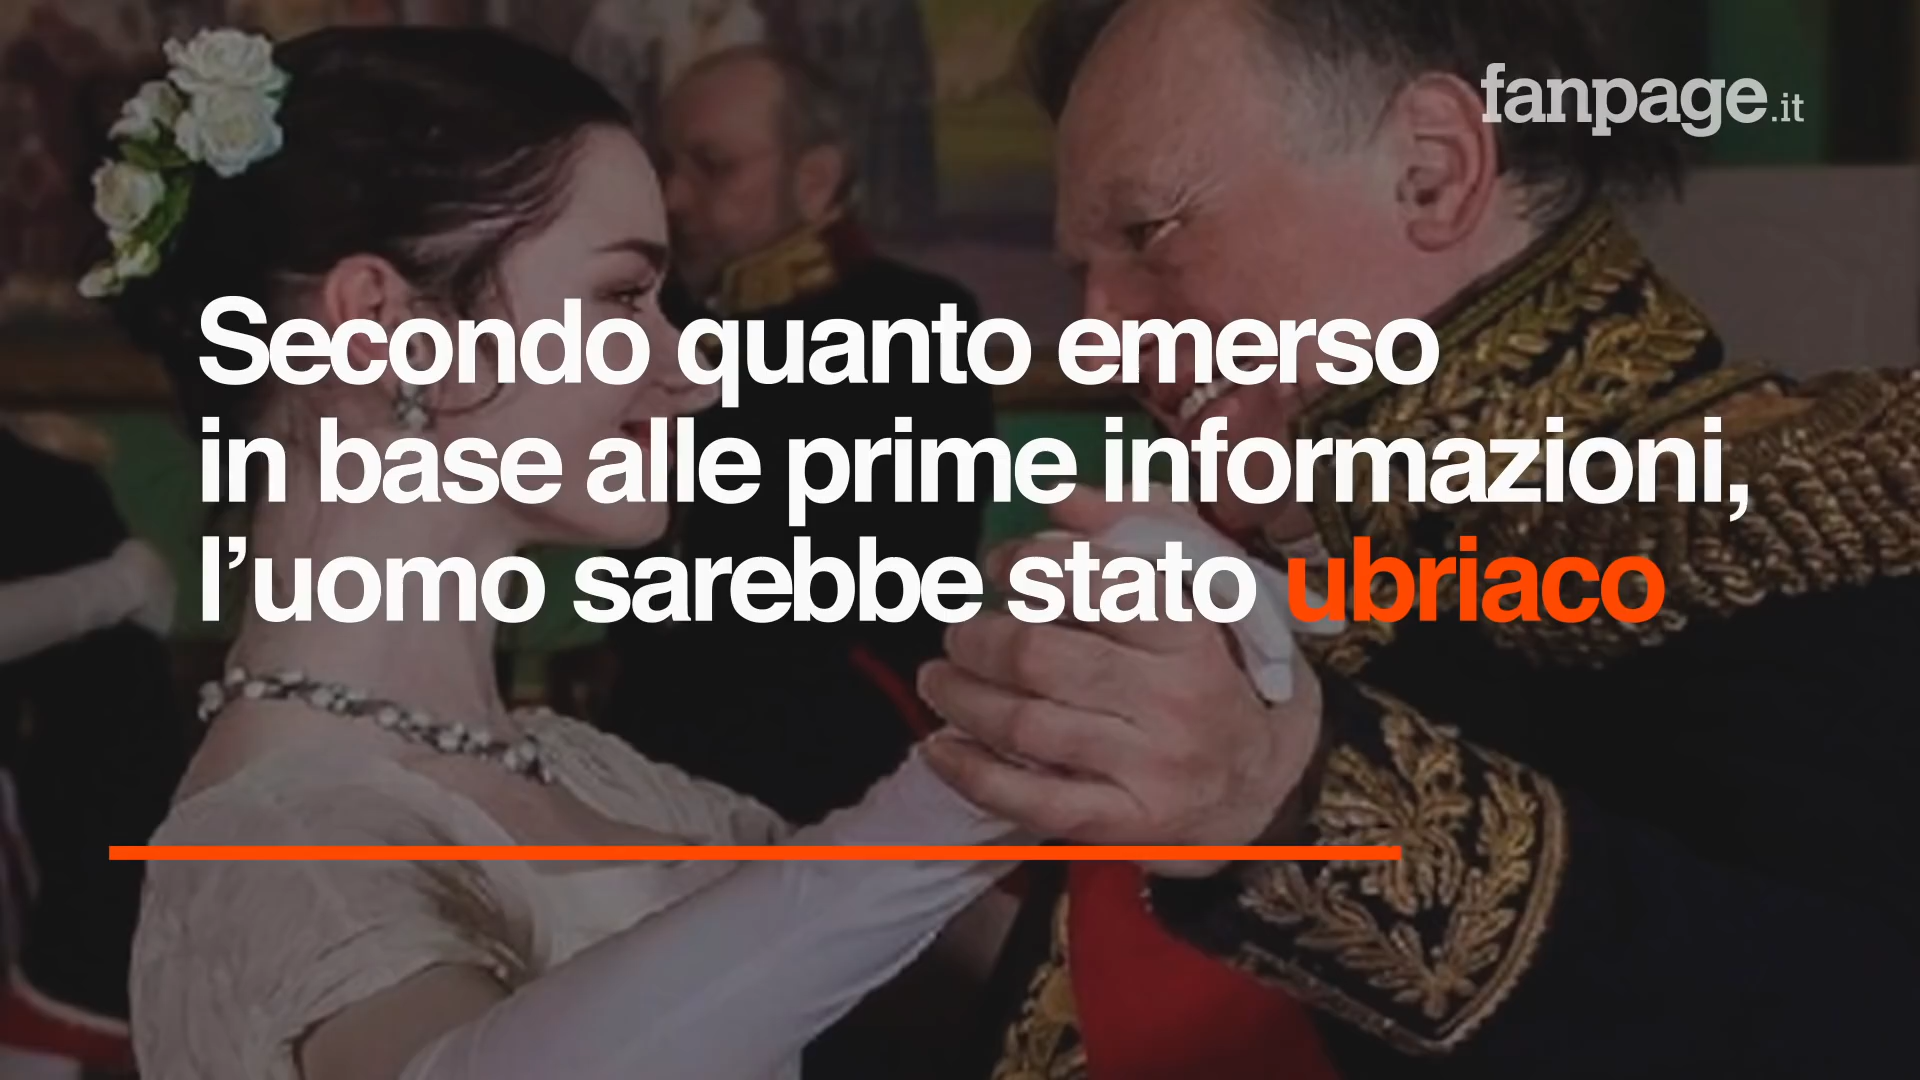 fanpage.it
Secondo quanto emerso
in base alle prime informazioni,
l’uomo sarebbe stato ubriaco